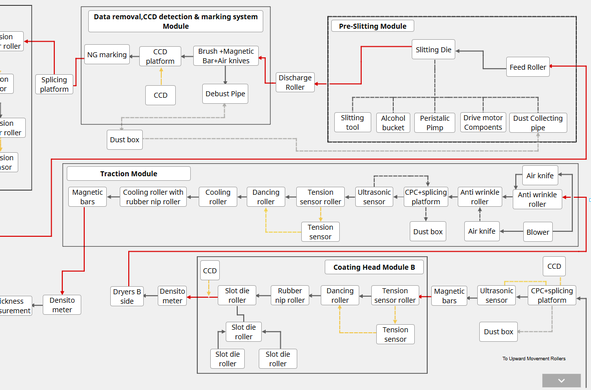 Data removal,CCD detection & marking system
Module
Pre-Slitting Module
NG marking
CCD
platform
Brush +Magnetic
Bar+Air knives
Slitting Die
Feed Roller
Splicing
platform
CCD
Debust Pipe
Discharge
Roller
Slitting
tool
Alcohol
bucket
Peristalic
Pimp
Drive motor
Compoents
Dust Collecting
pipe
Dust box
Traction Module
Magnetic
bars
Cooling roller with
rubber nip roller
Cooling
roller
Dancing
roller
Tension
sensor roller
Ultrasonic
sensor
CPC+splicing
platform
Anti wrinkle
roller
Air knife
Anti wrinkle
roller
Tension
sensor
Dust box
Air knife
Blower
Coating Head Module B
CCD
CCD
Densito
meter
Dryers B
side
Densito
meter
Slot die
roller
Rubber
nip roller
Dancing
roller
Tension
sensor roller
Magnetic
bars
Ultrasonic
sensor
CPC+splicing
platform
Slot die
roller
Tension
sensor
Dust box
Slot die
roller
Slot die
roller
To Upward Movement Rollers